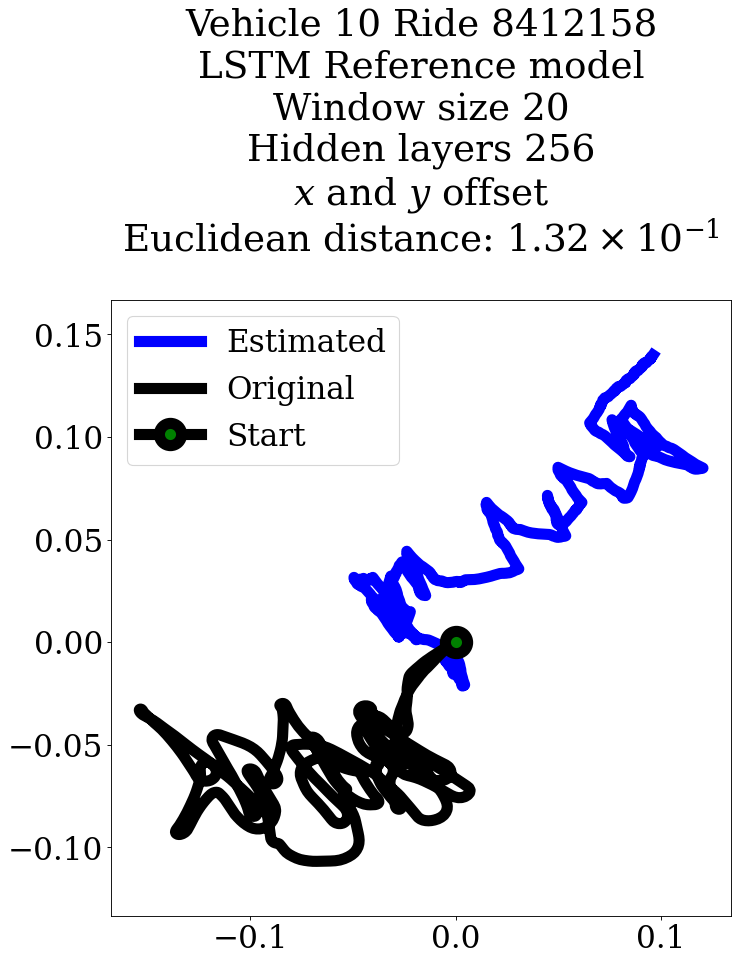 Vehicle 10 Ride 8412158
LSTM Reference model
Window size 20
Hidden layers 256
x and y offset
Euclidean distance: 1.32 × 10⁻¹
Estimated
Original
Start
0.15
0.10
0.05
0.00
−0.05
−0.10
−0.1 0.0 0.1